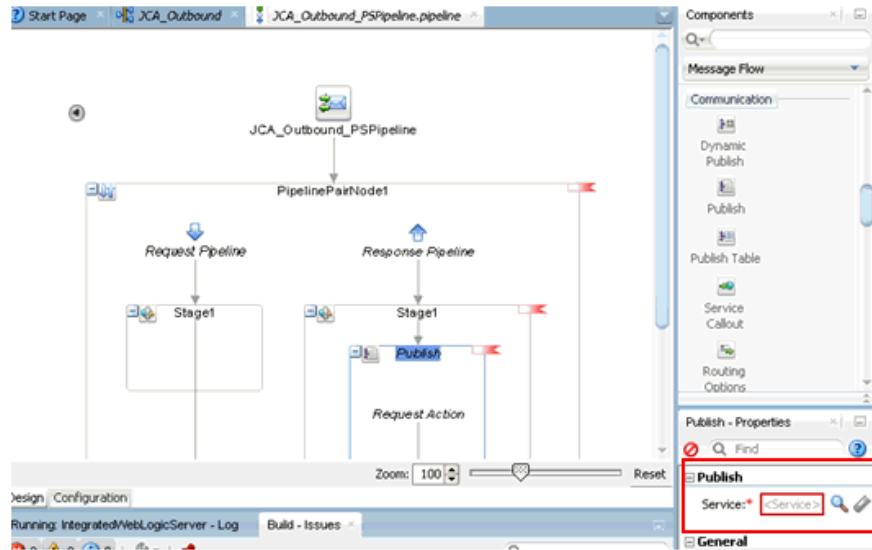 Start Page
JCA_Outbound
JCA_Outbound_PSPipeline.pipeline
Components
Message Flow
Communication
Dynamic
Publish
Publish
Publish Table
Service
Callout
Routing
Options
JCA_Outbound_PSPipeline
PipelinePairNode1
Request Pipeline
Response Pipeline
Stage1
Stage1
Publish
Request Action
Zoom: 100
Reset
Design Configuration
Running: IntegratedWebLogicServer - Log
Build - Issues
Publish - Properties
Find
Publish
Service:* <Service>
General